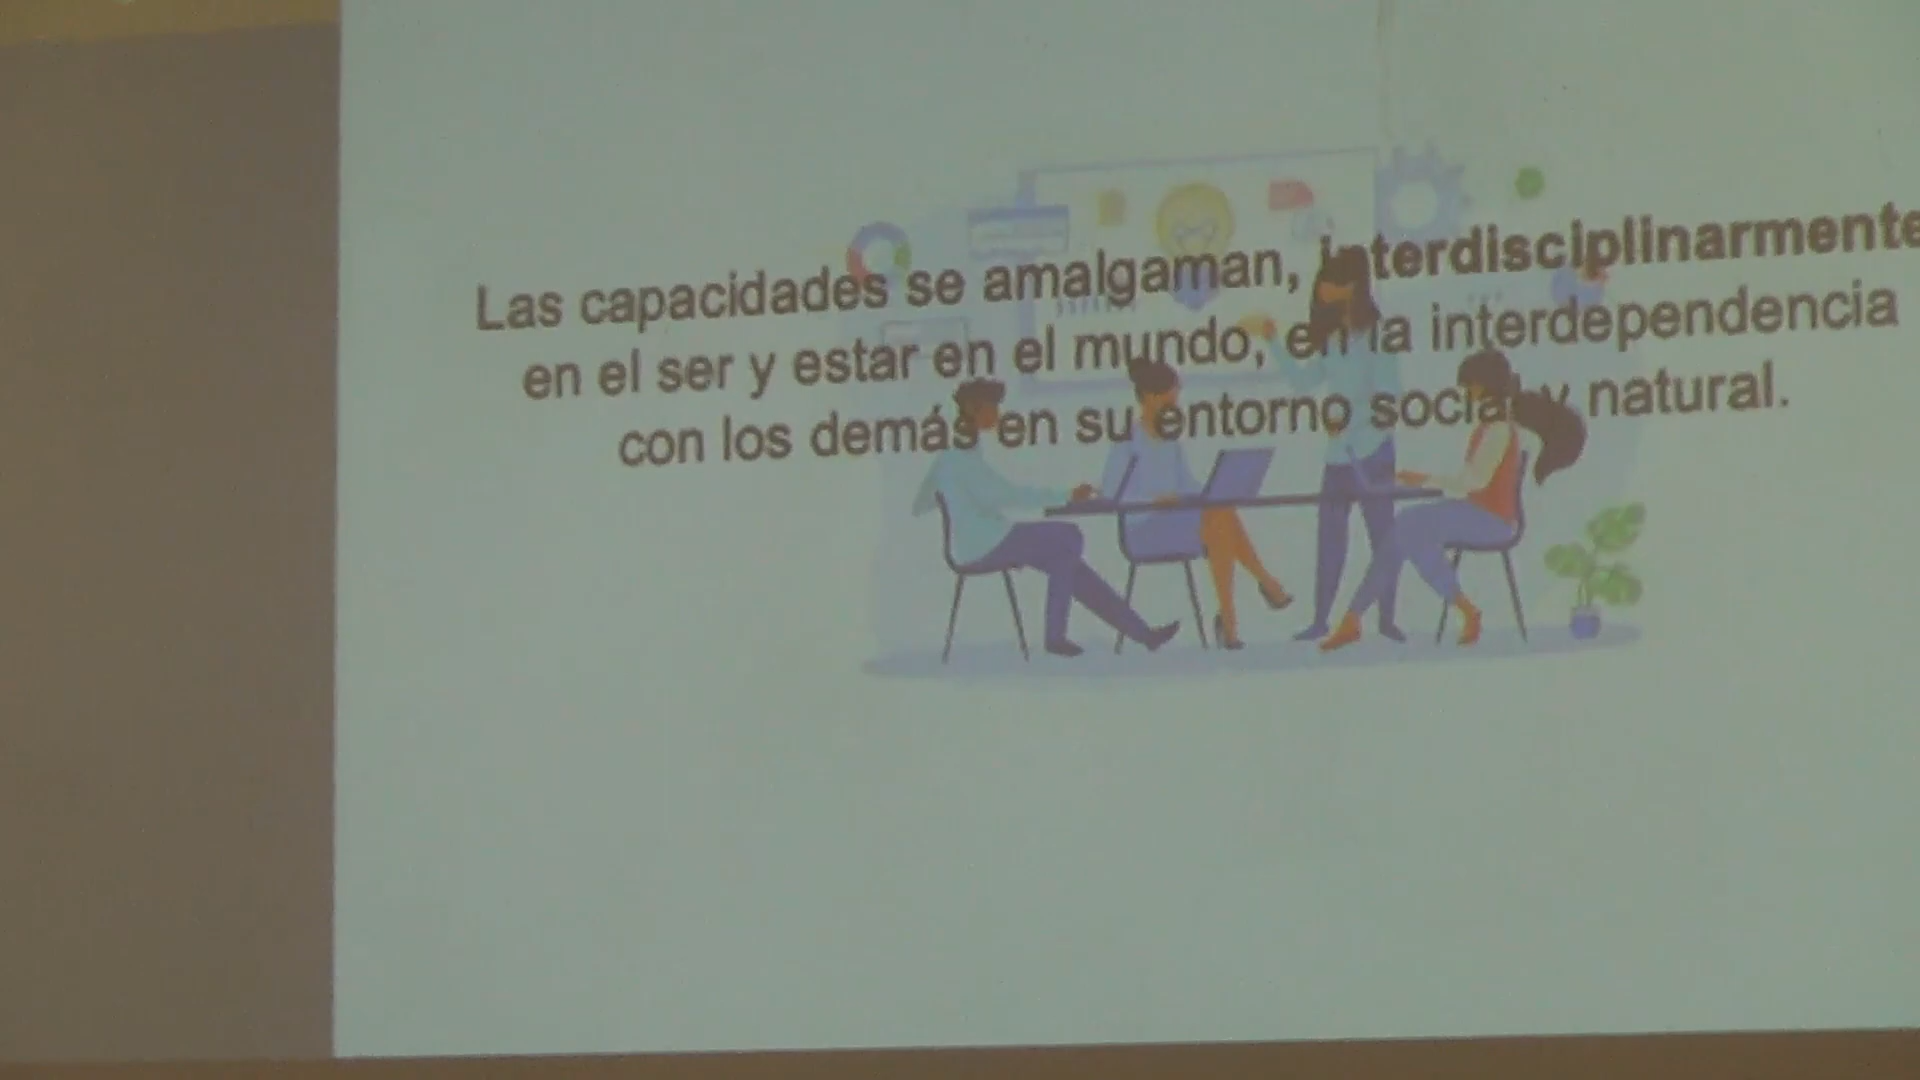 Las capacidades se amalgaman, interdisciplinarmente
en el ser y estar en el mundo, en la interdependencia
con los demás en su entorno social y natural.